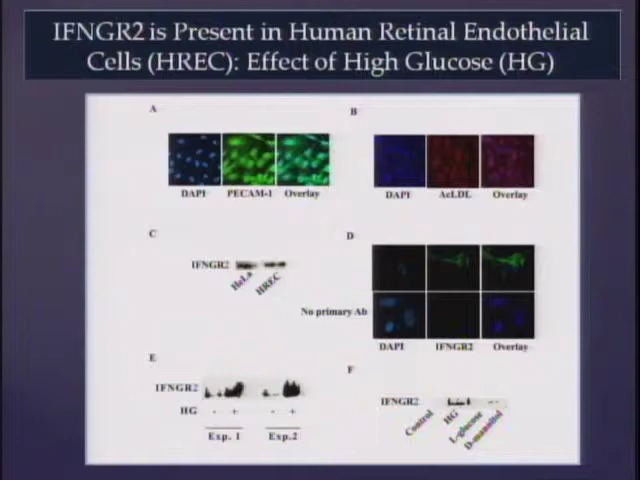 IFNGR2 is Present in Human Retinal Endothelial
Cells (HREC): Effect of High Glucose (HG)
A
B
DAPI PECAM-1 Overlay
DAPI AcLDL Overlay
C
D
IFNGR2
HeLa HREC
No primary Ab
DAPI IFNGR2 Overlay
E
F
IFNGR2
HG - + - +
Exp. 1 Exp.2
IFNGR2
Control HG L-glucose D-mannitol